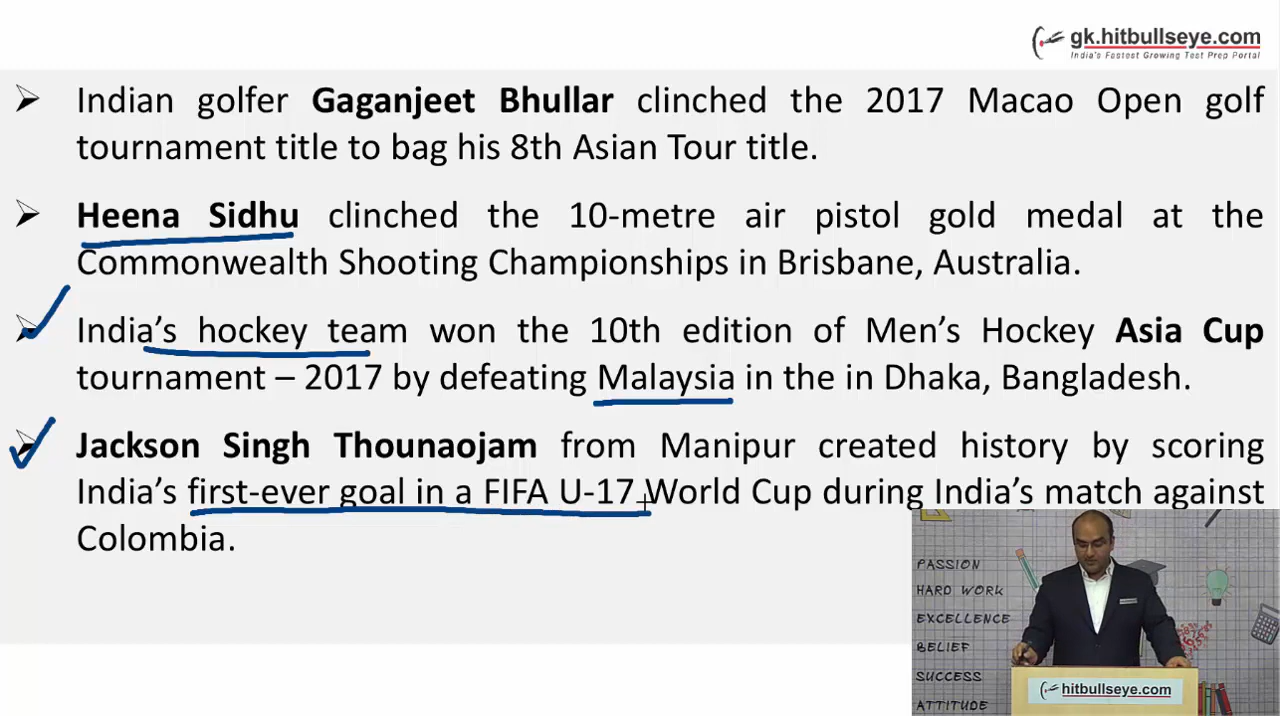 gk.hitbullseye.com
India's Fastest Growing Test Prep Portal
Indian golfer Gaganjeet Bhullar clinched the 2017 Macao Open golf
tournament title to bag his 8th Asian Tour title.
Heena Sidhu clinched the 10-metre air pistol gold medal at the
Commonwealth Shooting Championships in Brisbane, Australia.
India's hockey team won the 10th edition of Men's Hockey Asia Cup
tournament – 2017 by defeating Malaysia in the in Dhaka, Bangladesh.
Jackson Singh Thounaojam from Manipur created history by scoring
India's first-ever goal in a FIFA U-17 World Cup during India's match against
Colombia.
PASSION
HARD WORK
EXCELLENCE
BELIEF
SUCCESS
ATTITUDE
hitbullseye.com